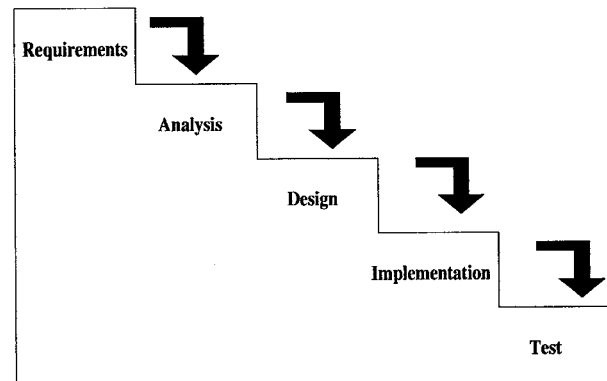 Requirements
Analysis
Design
Implementation
Test